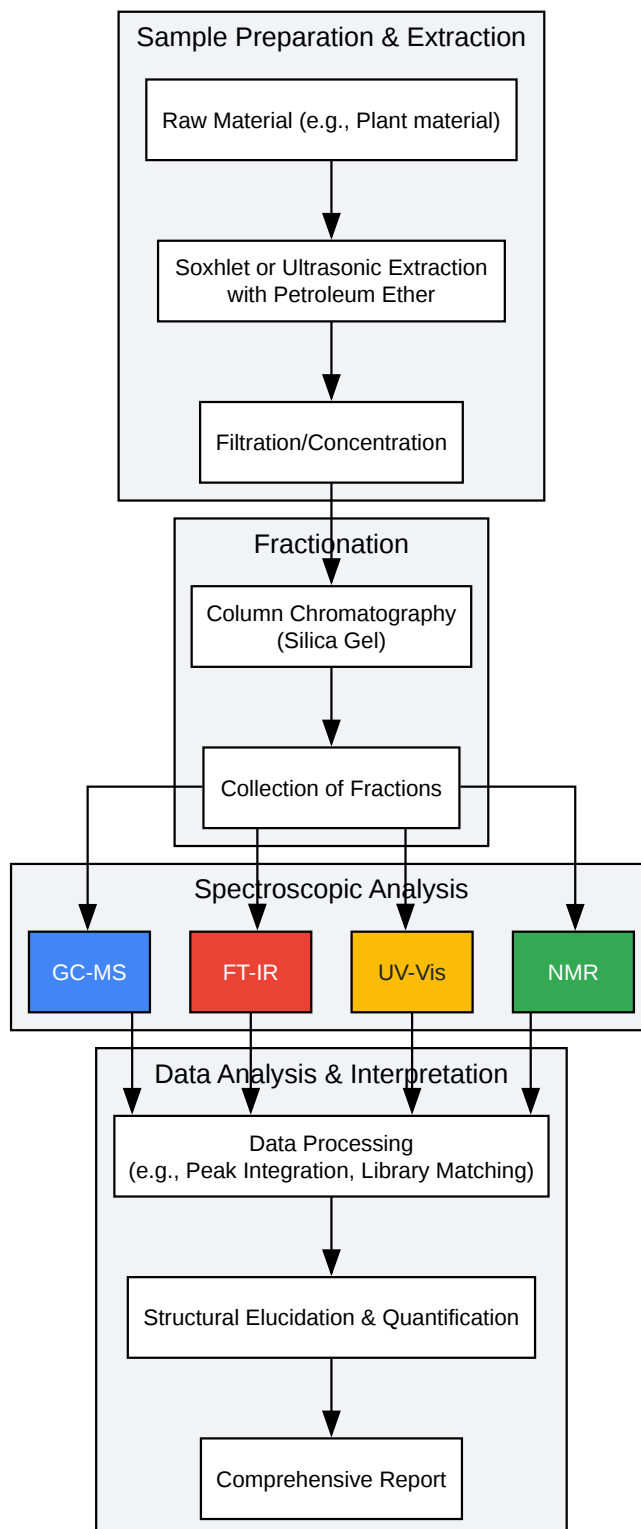 Sample Preparation & Extraction
Raw Material (e.g., Plant material)
Soxhlet or Ultrasonic Extraction
with Petroleum Ether
Filtration/Concentration
Fractionation
Column Chromatography
(Silica Gel)
Collection of Fractions
Spectroscopic Analysis
GC-MS
FT-IR
UV-Vis
NMR
Data Analysis & Interpretation
Data Processing
(e.g., Peak Integration, Library Matching)
Structural Elucidation & Quantification
Comprehensive Report